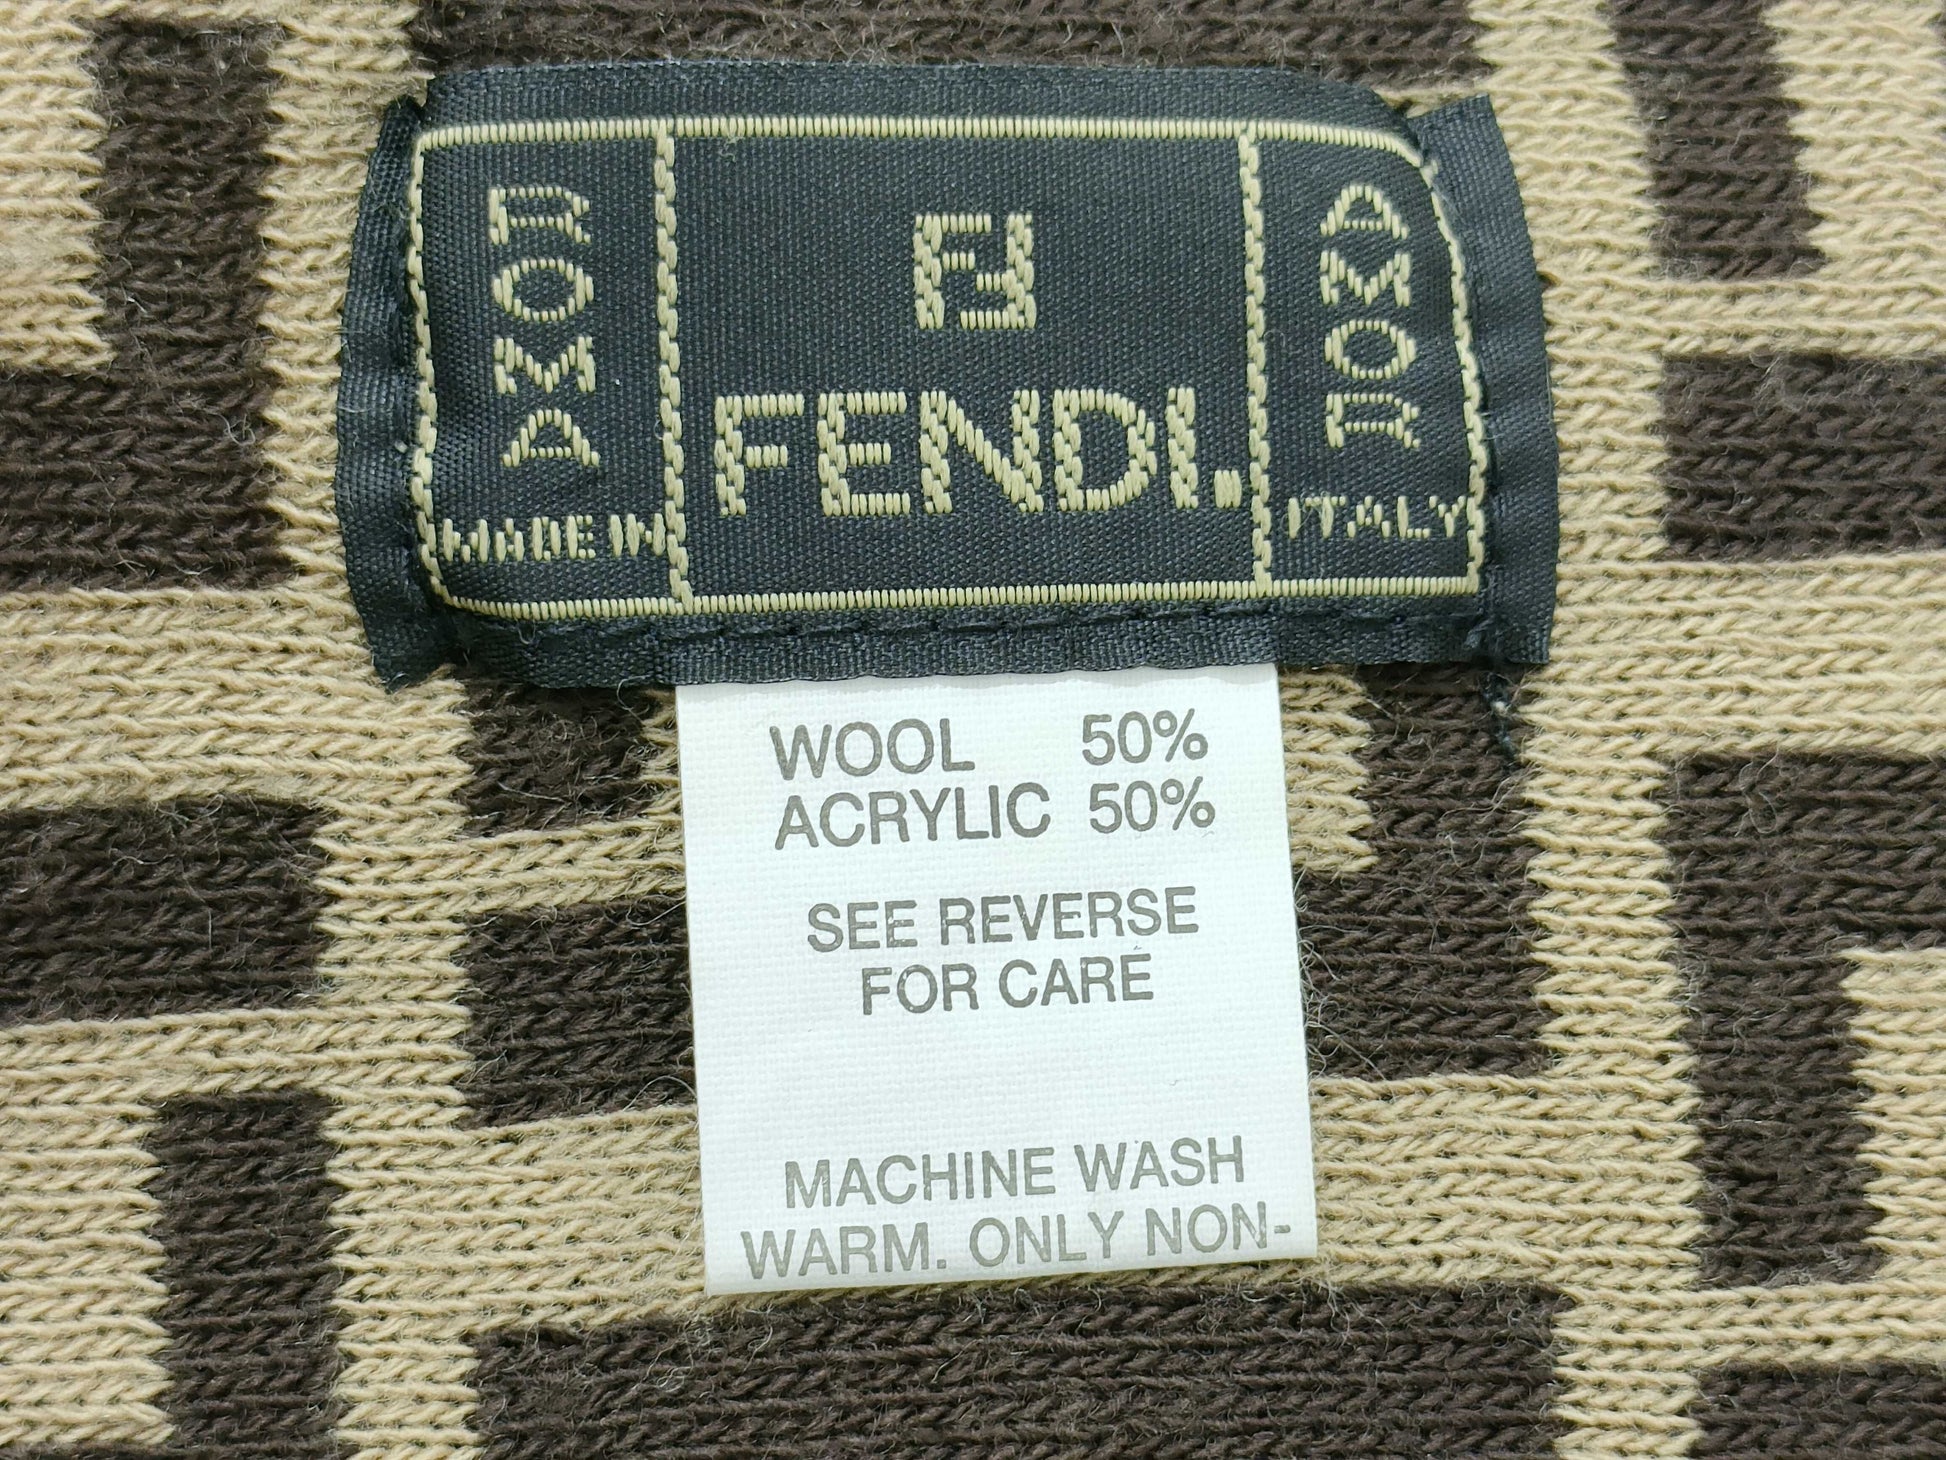 ROMA
FF
AMOR
FENDI.
MADE IN
ITALY
WOOL 50%
ACRYLIC 50%
SEE REVERSE
FOR CARE
MACHINE WASH
WARM. ONLY NON-